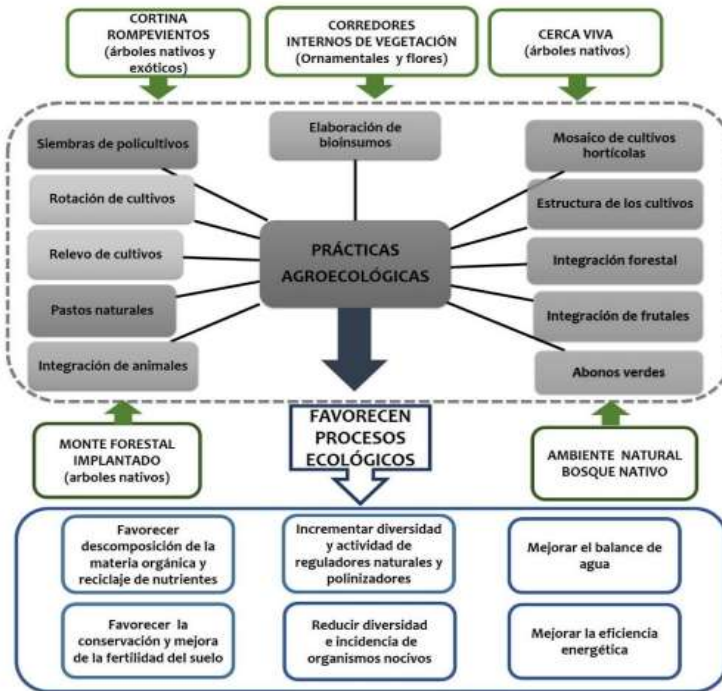 CORTINA
ROMPEVIENTOS
(árboles nativos y
exóticos)
CORREDORES
INTERNOS DE VEGETACIÓN
(Ornamentales y flores)
CERCA VIVA
(árboles nativos)
Siembras de policultivos
Rotación de cultivos
Relevo de cultivos
Pastos naturales
Integración de animales
Elaboración de
bioinsumos
PRÁCTICAS
AGROECOLÓGICAS
Mosaico de cultivos
hortícolas
Estructura de los cultivos
Integración forestal
Integración de frutales
Abonos verdes
MONTE FORESTAL
IMPLANTADO
(arboles nativos)
FAVORECEN
PROCESOS
ECOLÓGICOS
AMBIENTE NATURAL
BOSQUE NATIVO
Favorecer
descomposición de la
materia orgánica y
reciclaje de nutrientes
Incrementar diversidad
y actividad de
reguladores naturales y
polinizadores
Mejorar el balance de
agua
Favorecer la
conservación y mejora
de la fertilidad del suelo
Reducir diversidad
e incidencia de
organismos nocivos
Mejorar la eficiencia
energética